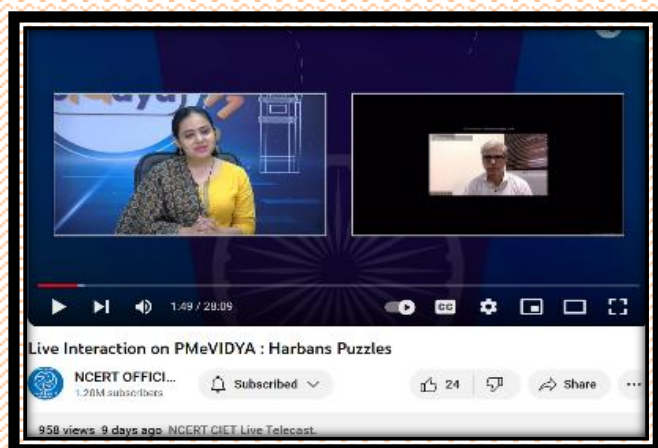 1:49 / 28:09
CC
Live Interaction on PMeVIDYA : Harbans Puzzles
NCERT OFFICI...
1.28M subscribers
Subscribed
24
Share
958 views 9 days ago NCERT CIET Live Telecast.